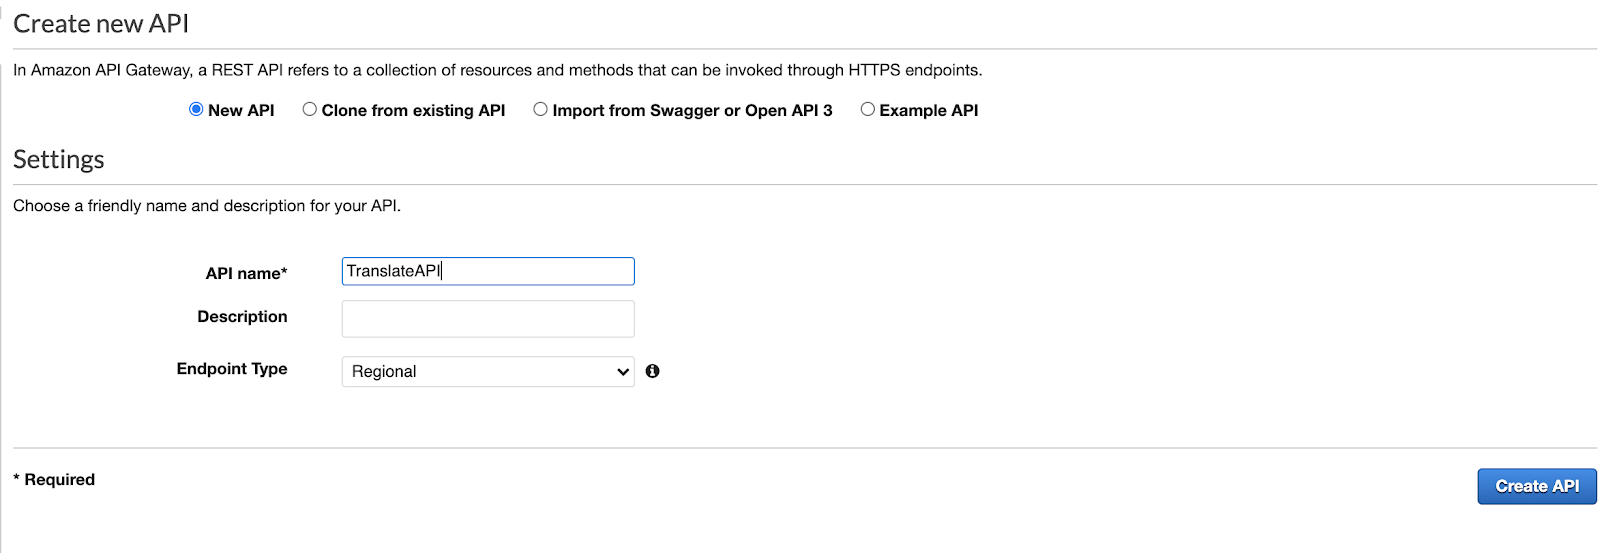 Create new API
In Amazon API Gateway, a REST API refers to a collection of resources and methods that can be invoked through HTTPS endpoints.
New API Clone from existing API Import from Swagger or Open API 3 Example API
Settings
Choose a friendly name and description for your API.
API name* TranslateAPI
Description
Endpoint Type Regional
* Required
Create API